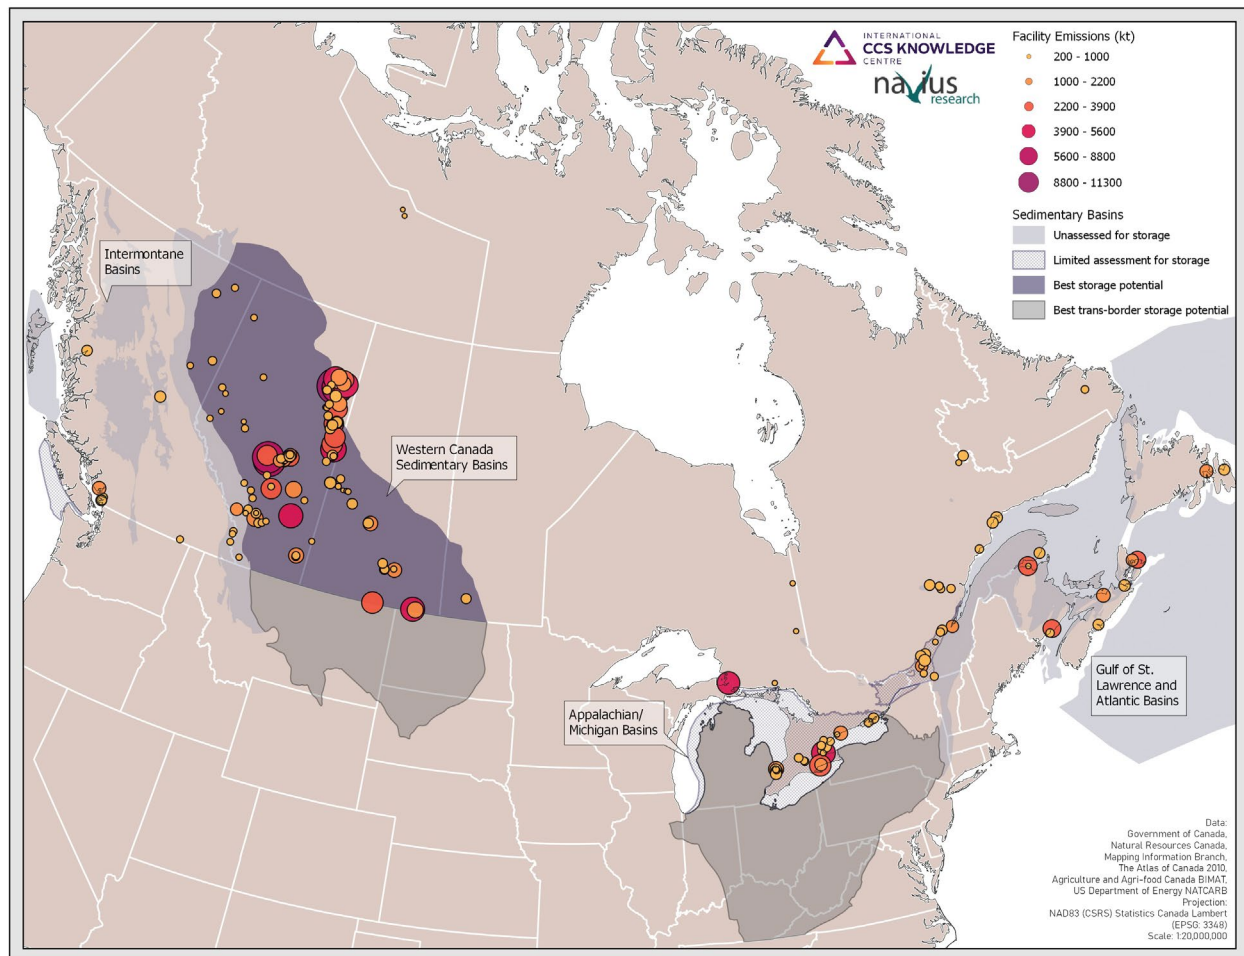 INTERNATIONAL
CCS KNOWLEDGE
CENTRE
navius
research
Facility Emissions (kt)
200 - 1000
1000 - 2200
2200 - 3900
3900 - 5600
5600 - 8800
8800 - 11300
Sedimentary Basins
Unassessed for storage
Limited assessment for storage
Best storage potential
Best trans-border storage potential
Intermontane
Basins
Western Canada
Sedimentary Basins
Appalachian/
Michigan Basins
Gulf of St.
Lawrence and
Atlantic Basins
Data:
Government of Canada,
Natural Resources Canada,
Mapping Information Branch,
The Atlas of Canada 2010,
Agriculture and Agri-food Canada BIMAT,
US Department of Energy NATCARB
Projection:
NAD83 (CSRS) Statistics Canada Lambert
(EPSG: 3348)
Scale: 1:20,000,000